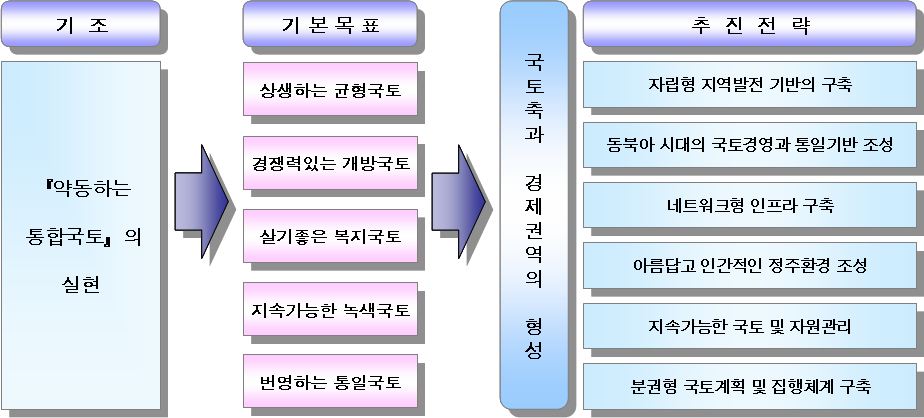 기 조
『약동하는
통합국토』의
실현
기 본 목 표
상생하는 균형국토
경쟁력있는 개방국토
살기좋은 복지국토
지속가능한 녹색국토
번영하는 통일국토
국토축과 경제권역의 형성
추 진 전 략
자립형 지역발전 기반의 구축
동북아 시대의 국토경영과 통일기반 조성
네트워크형 인프라 구축
아름답고 인간적인 정주환경 조성
지속가능한 국토 및 자원관리
분권형 국토계획 및 집행체계 구축